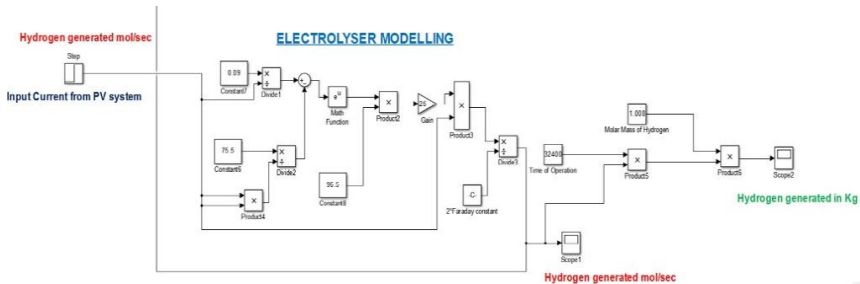 Hydrogen generated mol/sec
ELECTROLYSER MODELLING
Step
Input Current from PV system
0.09
Constant7
×
÷
Divide1
+
−
e^u
Math
Function
×
Product2
25
Gain
×
Product3
75.5
Constant6
×
÷
Divide2
×
Product4
96.5
Constant8
×
÷
Divide3
-C-
2*Faraday constant
32400
Time of Operation
1.008
Molar Mass of Hydrogen
×
Product5
×
Product6
Scope2
Hydrogen generated in Kg
Scope1
Hydrogen generated mol/sec